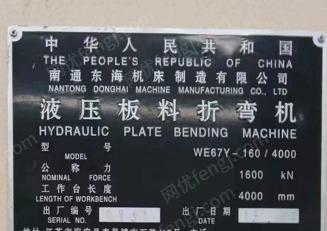 中华人民共和国
THE PEOPLE'S REPUBLIC OF CHINA
南通东海机床制造有限公司
NANTONG DONGHAI MACHINE MANUFACTURING CO., LTD
液压板料折弯机
HYDRAULIC PLATE BENDING MACHINE
型号 WE67Y-160/4000
MODEL
公称力 1600 kN
NOMINAL FORCE
工作台长度 4000 mm
LENGTH OF WORKBENCH
出厂编号 出厂日期
SERIAL NO. DATE